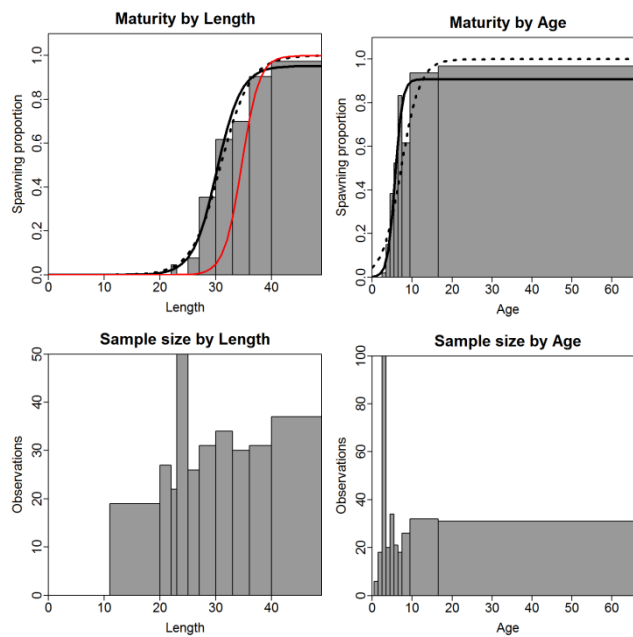 Maturity by Length
Spawning proportion
0.0 0.2 0.4 0.6 0.8 1.0
0 10 20 30 40
Length
Maturity by Age
Spawning proportion
0.0 0.2 0.4 0.6 0.8 1.0
0 10 20 30 40 50 60
Age
Sample size by Length
Observations
0 10 20 30 40 50
0 10 20 30 40
Length
Sample size by Age
Observations
0 20 40 60 80 100
0 10 20 30 40 50 60
Age